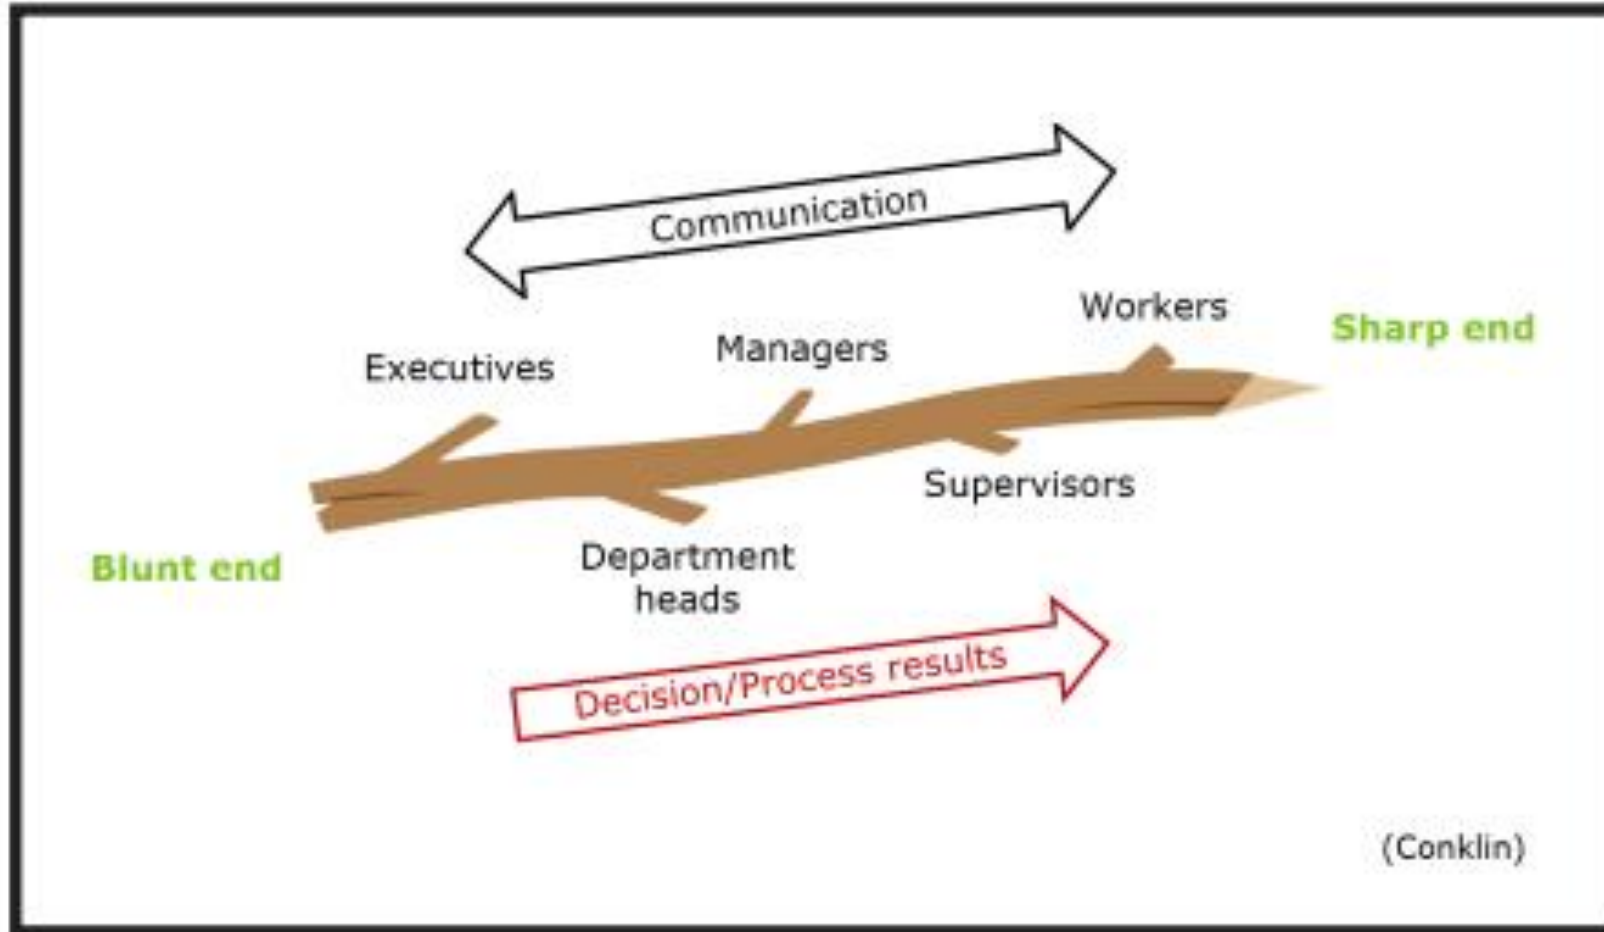 Communication
Workers
Sharp end
Managers
Executives
Supervisors
Blunt end
Department
heads
Decision/Process results
(Conklin)